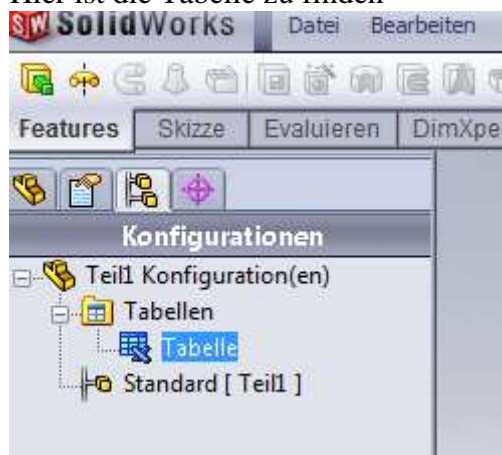 Hier ist die Tabelle zu finden
SW SolidWorks Datei Bearbeiten
Features Skizze Evaluieren DimXpe
Konfigurationen
Teil1 Konfiguration(en)
Tabellen
Tabelle
Standard [ Teil1 ]